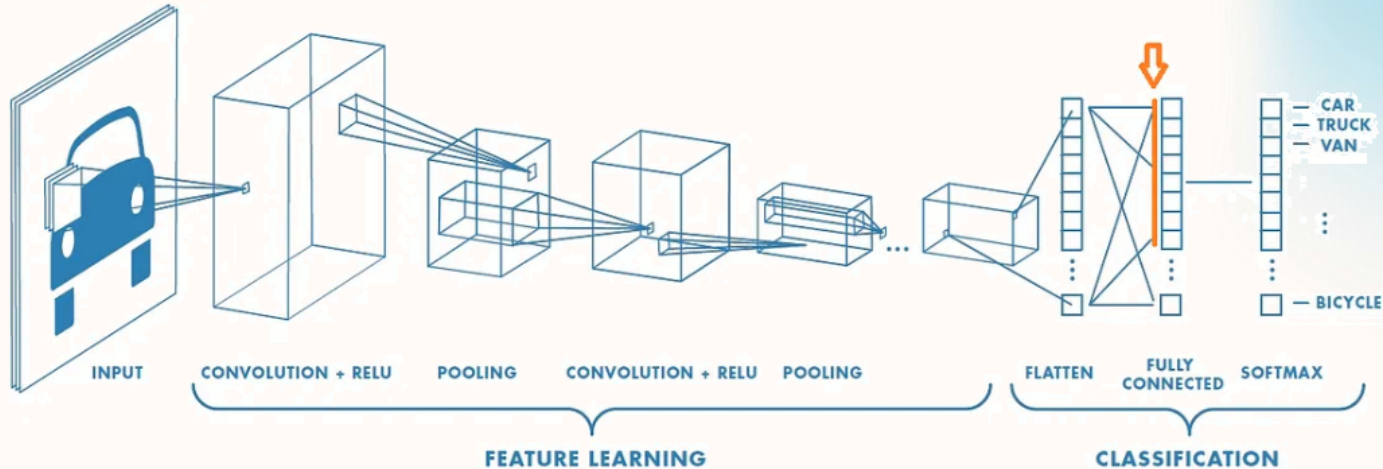 CAR
TRUCK
VAN
BICYCLE
INPUT
CONVOLUTION + RELU
POOLING
CONVOLUTION + RELU
POOLING
FLATTEN
FULLY
CONNECTED
SOFTMAX
FEATURE LEARNING
CLASSIFICATION